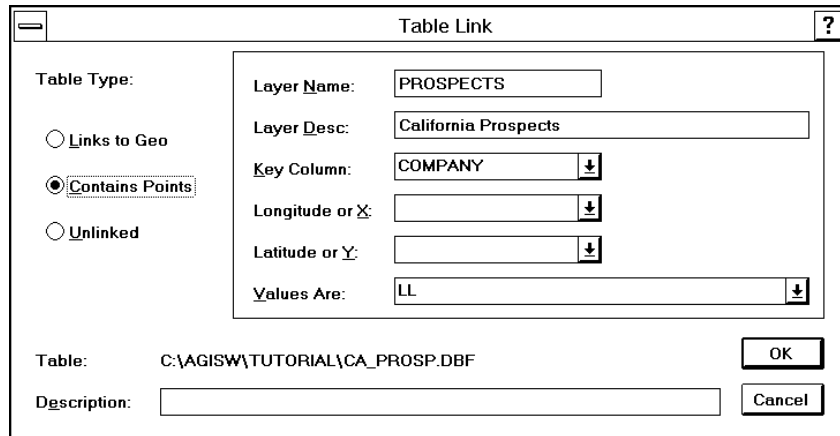 Table Link
?
Table Type:
Links to Geo
Contains Points
Unlinked
Layer Name: PROSPECTS
Layer Desc: California Prospects
Key Column: COMPANY
Longitude or X:
Latitude or Y:
Values Are: LL
Table: C:\AGISW\TUTORIAL\CA_PROSP.DBF
OK
Description:
Cancel